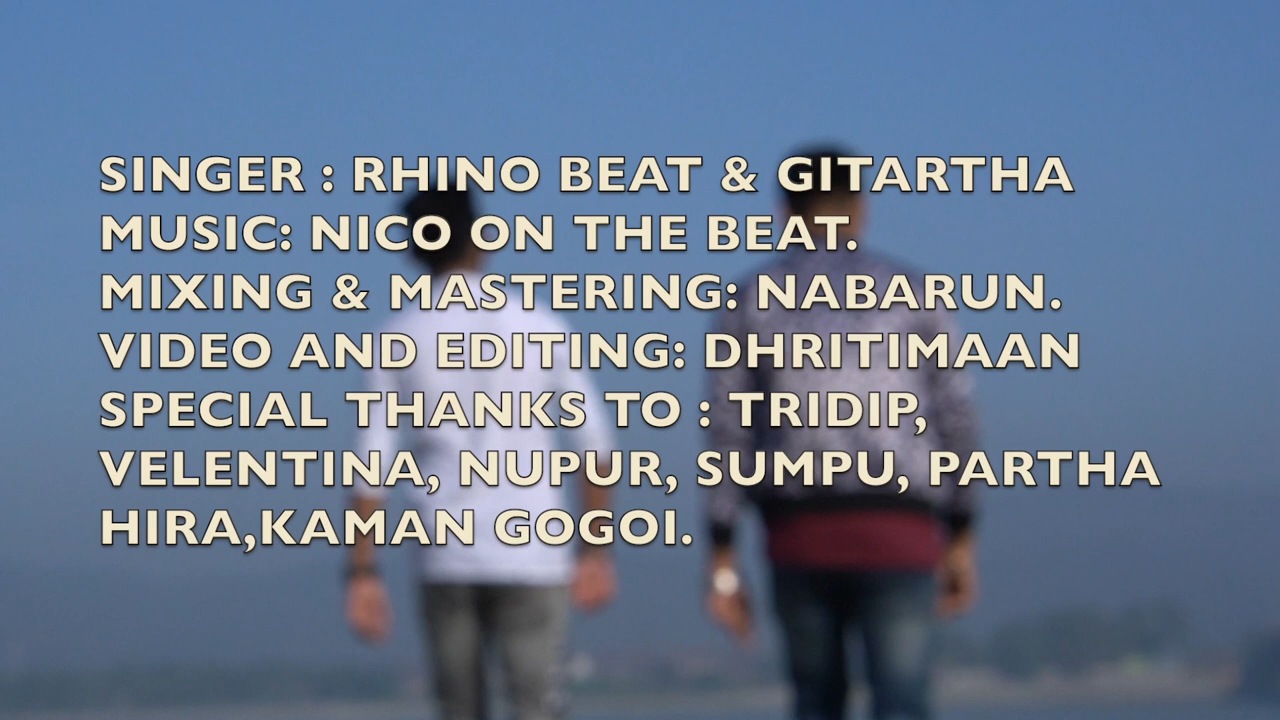 SINGER : RHINO BEAT & GITARTHA
MUSIC: NICO ON THE BEAT.
MIXING & MASTERING: NABARUN.
VIDEO AND EDITING: DHRITIMAAN
SPECIAL THANKS TO : TRIDIP,
VELENTINA, NUPUR, SUMPU, PARTHA
HIRA,KAMAN GOGOI.